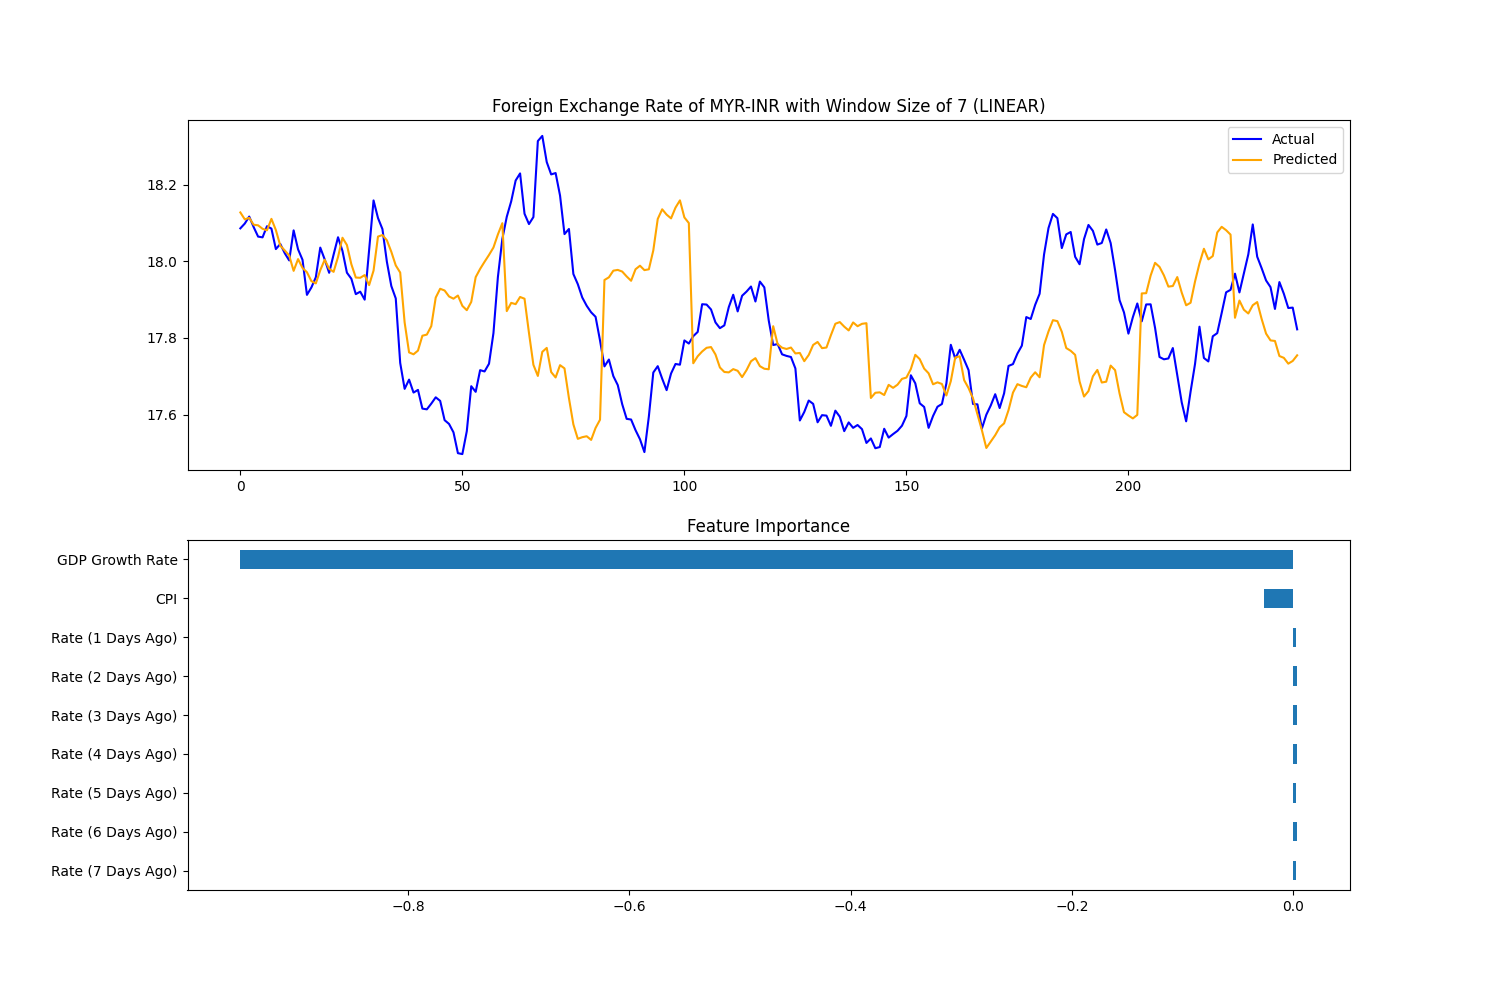 Foreign Exchange Rate of MYR-INR with Window Size of 7 (LINEAR)
Actual
Predicted
18.2
18.0
17.8
17.6
0 50 100 150 200
Feature Importance
GDP Growth Rate
CPI
Rate (1 Days Ago)
Rate (2 Days Ago)
Rate (3 Days Ago)
Rate (4 Days Ago)
Rate (5 Days Ago)
Rate (6 Days Ago)
Rate (7 Days Ago)
−0.8 −0.6 −0.4 −0.2 0.0